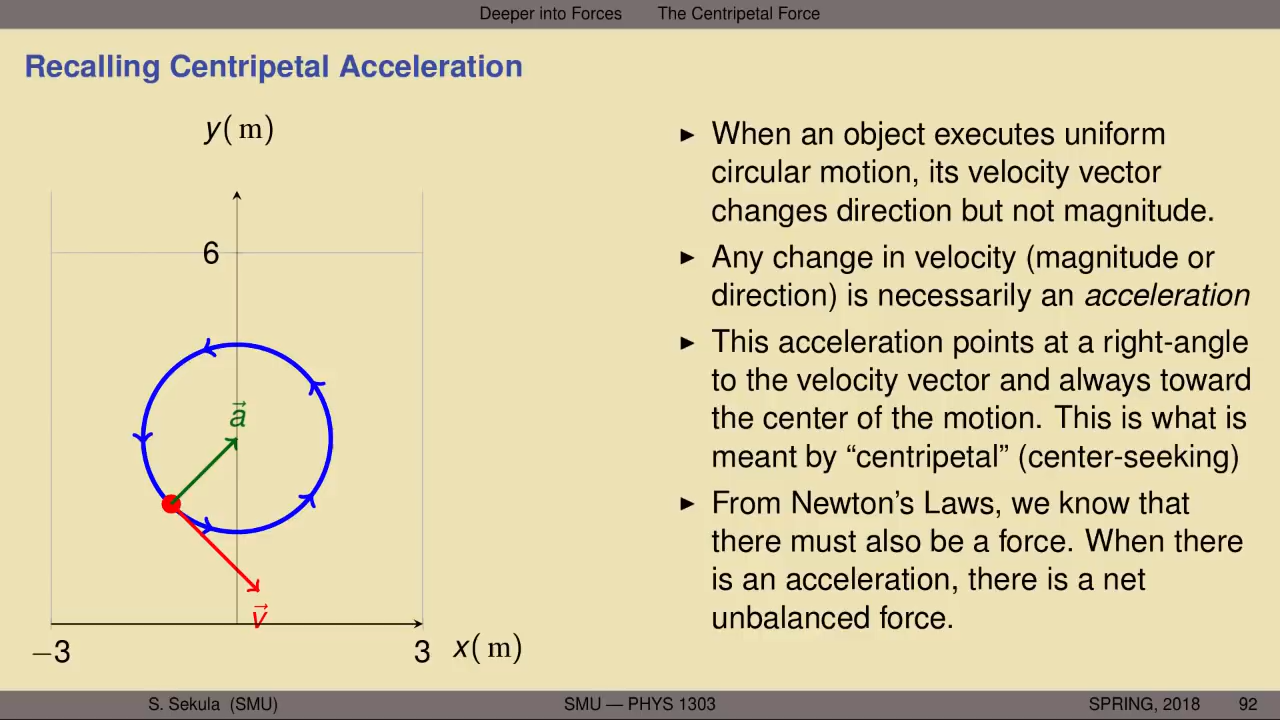 Deeper into Forces The Centripetal Force
Recalling Centripetal Acceleration
y( m)
6
a⃗
v⃗
−3
3
x( m)
▶ When an object executes uniform
circular motion, its velocity vector
changes direction but not magnitude.
▶ Any change in velocity (magnitude or
direction) is necessarily an acceleration
▶ This acceleration points at a right-angle
to the velocity vector and always toward
the center of the motion. This is what is
meant by “centripetal” (center-seeking)
▶ From Newton’s Laws, we know that
there must also be a force. When there
is an acceleration, there is a net
unbalanced force.
S. Sekula (SMU) SMU — PHYS 1303 SPRING, 2018 92